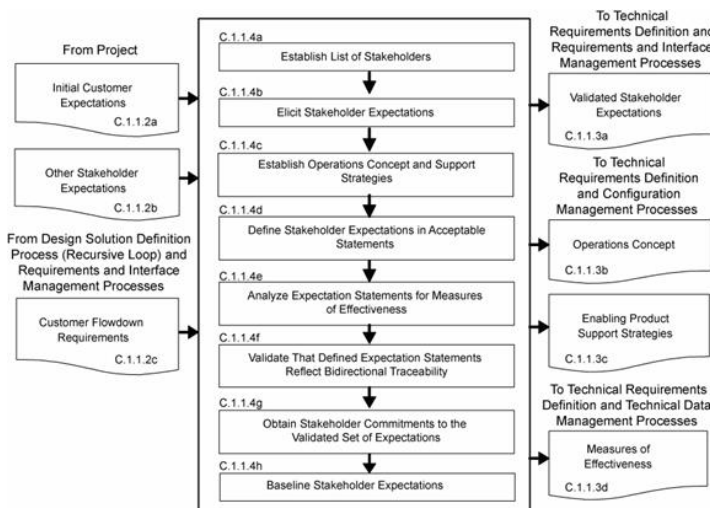 From Project
Initial Customer
Expectations
C.1.1.2a
Other Stakeholder
Expectations
C.1.1.2b
From Design Solution Definition
Process (Recursive Loop) and
Requirements and Interface
Management Processes
Customer Flowdown
Requirements
C.1.1.2c
C.1.1.4a
Establish List of Stakeholders
C.1.1.4b
Elicit Stakeholder Expectations
C.1.1.4c
Establish Operations Concept and Support
Strategies
C.1.1.4d
Define Stakeholder Expectations in Acceptable
Statements
C.1.1.4e
Analyze Expectation Statements for Measures
of Effectiveness
C.1.1.4f
Validate That Defined Expectation Statements
Reflect Bidirectional Traceability
C.1.1.4g
Obtain Stakeholder Commitments to the
Validated Set of Expectations
C.1.1.4h
Baseline Stakeholder Expectations
To Technical
Requirements Definition and
Requirements and Interface
Management Processes
Validated Stakeholder
Expectations
C.1.1.3a
To Technical
Requirements Definition
and Configuration
Management Processes
Operations Concept
C.1.1.3b
Enabling Product
Support Strategies
C.1.1.3c
To Technical Requirements
Definition and Technical Data
Management Processes
Measures of
Effectiveness
C.1.1.3d